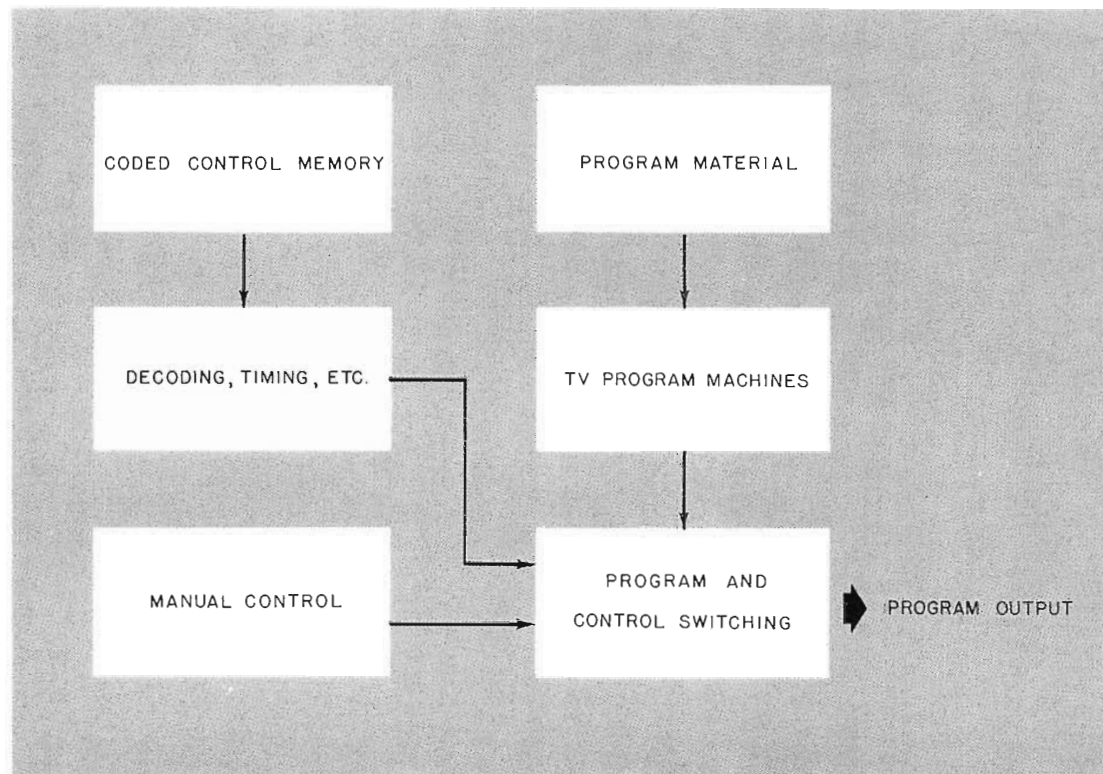 CODED CONTROL MEMORY
PROGRAM MATERIAL
DECODING, TIMING, ETC.
TV PROGRAM MACHINES
MANUAL CONTROL
PROGRAM AND
CONTROL SWITCHING
PROGRAM OUTPUT